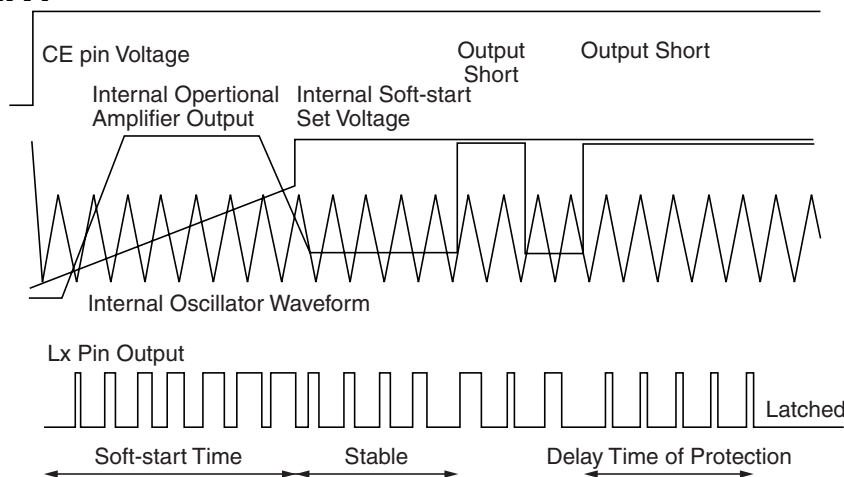 CE pin Voltage
Output
Short
Output Short
Internal Opertional
Amplifier Output
Internal Soft-start
Set Voltage
Internal Oscillator Waveform
Lx Pin Output
Latched
Soft-start Time
Stable
Delay Time of Protection